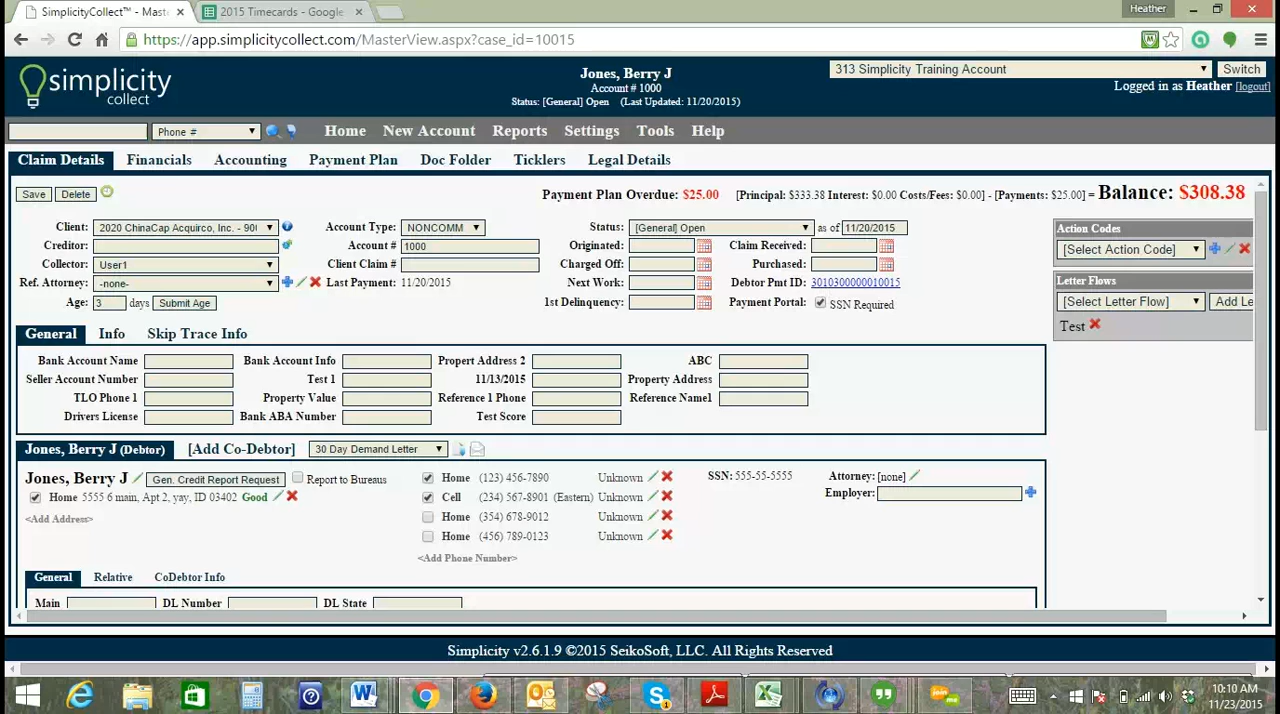 SimplicityCollect™ - Maste
2015 Timecards - Google
Heather
https://app.simplicitycollect.com/MasterView.aspx?case_id=10015
simplicity
collect
Jones, Berry J
Account # 1000
Status: [General] Open (Last Updated: 11/20/2015)
313 Simplicity Training Account
Switch
Logged in as Heather [logout]
Phone #
Home New Account Reports Settings Tools Help
Claim Details Financials Accounting Payment Plan Doc Folder Ticklers Legal Details
Save Delete
Payment Plan Overdue: $25.00 [Principal: $333.38 Interest: $0.00 Costs/Fees: $0.00] - [Payments: $25.00] = Balance: $308.38
Client: 2020 ChinaCap Acquirco, Inc. - 90 Account Type: NONCOMM Status: [General] Open as of 11/20/2015
Creditor: Account # 1000 Originated: Claim Received:
Collector: User1 Client Claim # Charged Off: Purchased:
Ref. Attorney: -none- Last Payment: 11/20/2015 Next Work: Debtor Pmt ID: 3010300000010015
Age: 3 days Submit Age 1st Delinquency: Payment Portal: SSN Required
Action Codes
[Select Action Code]
Letter Flows
[Select Letter Flow] Add Le
Test
General Info Skip Trace Info
Bank Account Name Bank Account Info Propert Address 2 ABC
Seller Account Number Test 1 11/13/2015 Property Address
TLO Phone 1 Property Value Reference 1 Phone Reference Name1
Drivers License Bank ABA Number Test Score
Jones, Berry J (Debtor) [Add Co-Debtor] 30 Day Demand Letter
Jones, Berry J Gen. Credit Report Request Report to Bureaus
Home 5555 6 main, Apt 2, yay, ID 03402 Good
<Add Address>
Home (123) 456-7890 Unknown
Cell (234) 567-8901 (Eastern) Unknown
Home (354) 678-9012 Unknown
Home (456) 789-0123 Unknown
<Add Phone Number>
SSN: 555-55-5555
Attorney: [none]
Employer:
General Relative CoDebtor Info
Main DL Number DL State
Simplicity v2.6.1.9 ©2015 SeikoSoft, LLC. All Rights Reserved
10:10 AM
11/23/2015